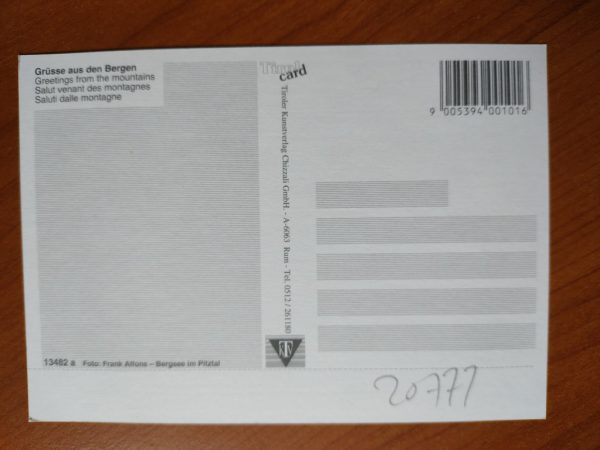 Grüsse aus den Bergen
Greetings from the mountains
Salut venant des montagnes
Saluti dalle montagne
Tirol
card
Tiroler Kunstverlag Chizzali GmbH. - A-6063 Rum - Tel. 0512 / 261180
9 005394 001016
13462 a Foto: Frank Alfons – Bergsee im Pitztal
20777